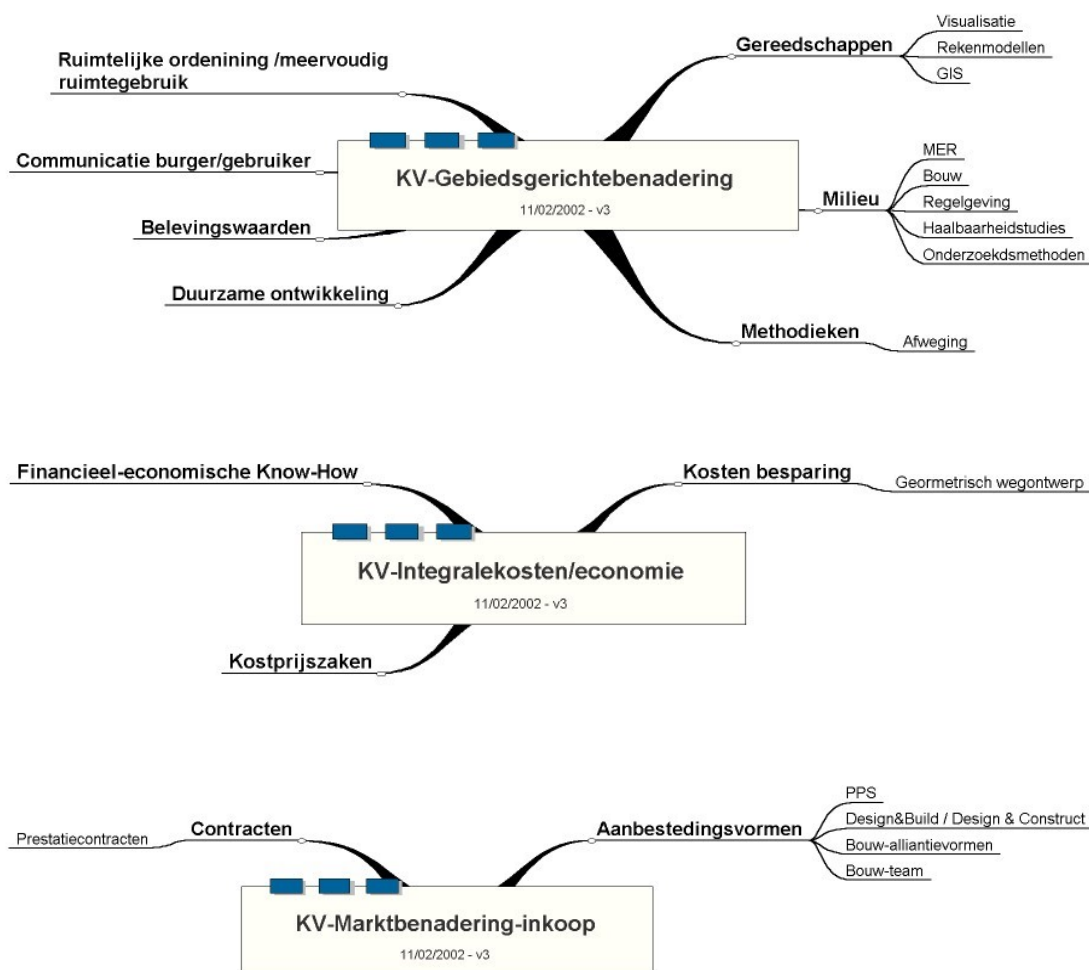 Ruimtelijke ordenining /meervoudig
ruimtegebruik
Communicatie burger/gebruiker
Belevingswaarden
Duurzame ontwikkeling
KV-Gebiedsgerichtebenadering
11/02/2002 - v3
Gereedschappen
Visualisatie
Rekenmodellen
GIS
Milieu
MER
Bouw
Regelgeving
Haalbaarheidstudies
Onderzoekdsmethoden
Methodieken
Afweging
Financieel-economische Know-How
Kostprijszaken
KV-Integralekosten/economie
11/02/2002 - v3
Kosten besparing
Geormetrisch wegontwerp
Prestatiecontracten
Contracten
KV-Marktbenadering-inkoop
11/02/2002 - v3
Aanbestedingsvormen
PPS
Design&Build / Design & Construct
Bouw-alliantievormen
Bouw-team